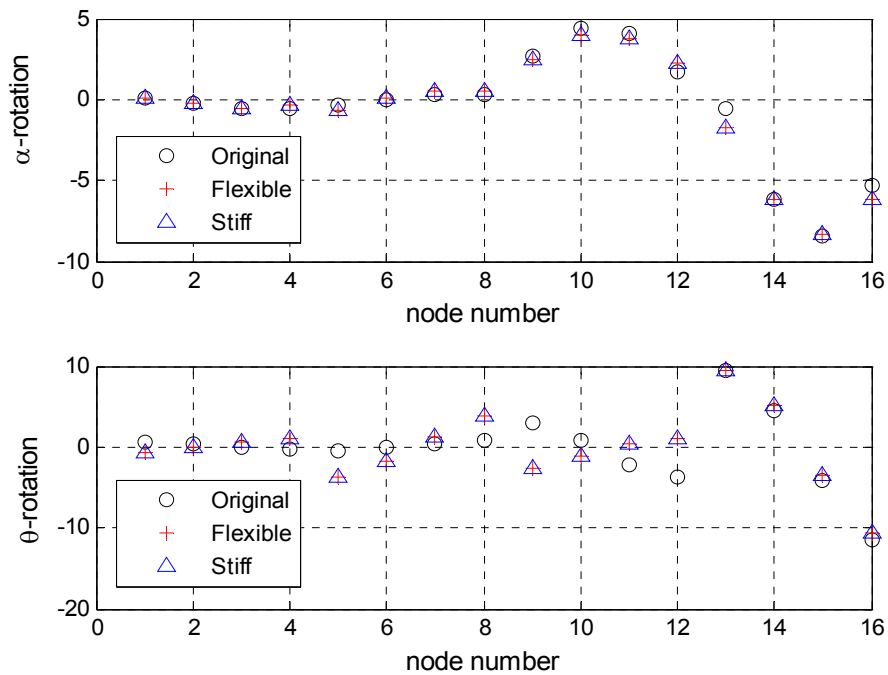 5
0
-5
-10
α-rotation
Original
Flexible
Stiff
0 2 4 6 8 10 12 14 16
node number
10
0
-10
-20
θ-rotation
Original
Flexible
Stiff
0 2 4 6 8 10 12 14 16
node number